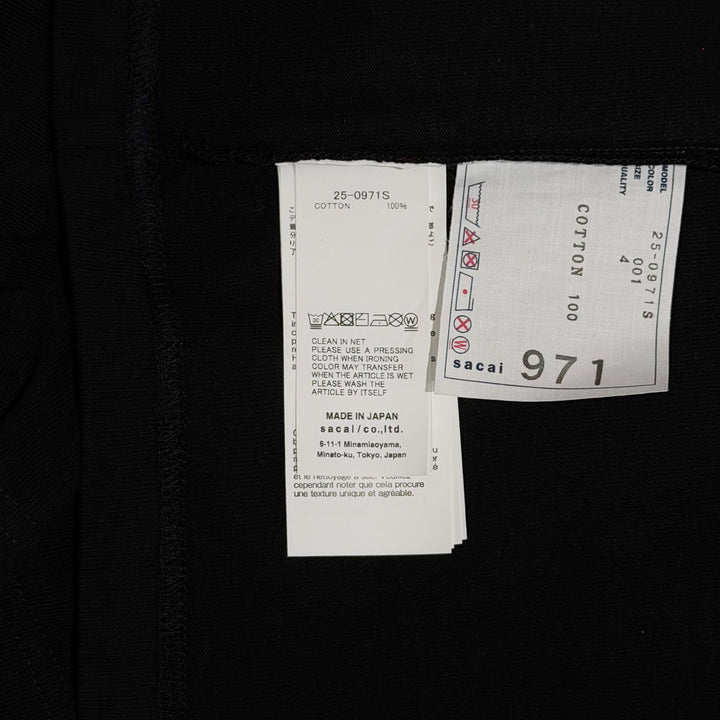 25-0971S
COTTON 100%
30
W
CLEAN IN NET
PLEASE USE A PRESSING
CLOTH WHEN IRONING
COLOR MAY TRANSFER
WHEN THE ARTICLE IS WET
PLEASE WASH THE
ARTICLE BY ITSELF
MADE IN JAPAN
sacai/co.,ltd.
6-11-1 Minamiaoyama,
Minato-ku, Tokyo, Japan
et le nettoyage à sec. Veuillez
cependant noter que cela procure
une texture unique et agréable.
MODEL 25-0971S
COLOR 001
SIZE 4
QUALITY
COTTON 100
30
W
sacai 971